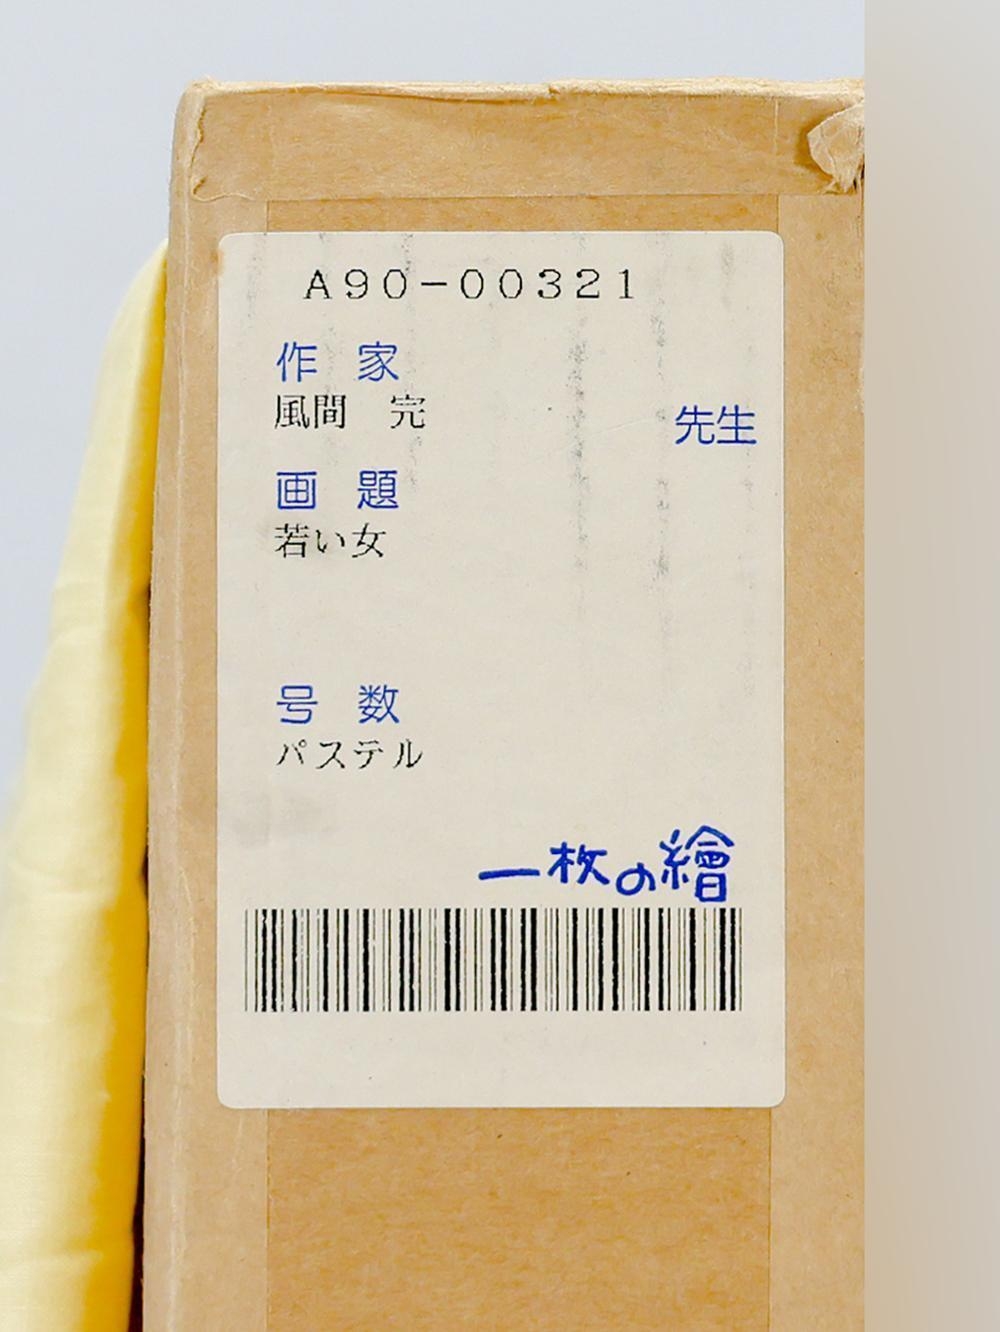 A90-00321
作家
風間 完 先生
画題
若い女
号数
パステル
一枚の繪